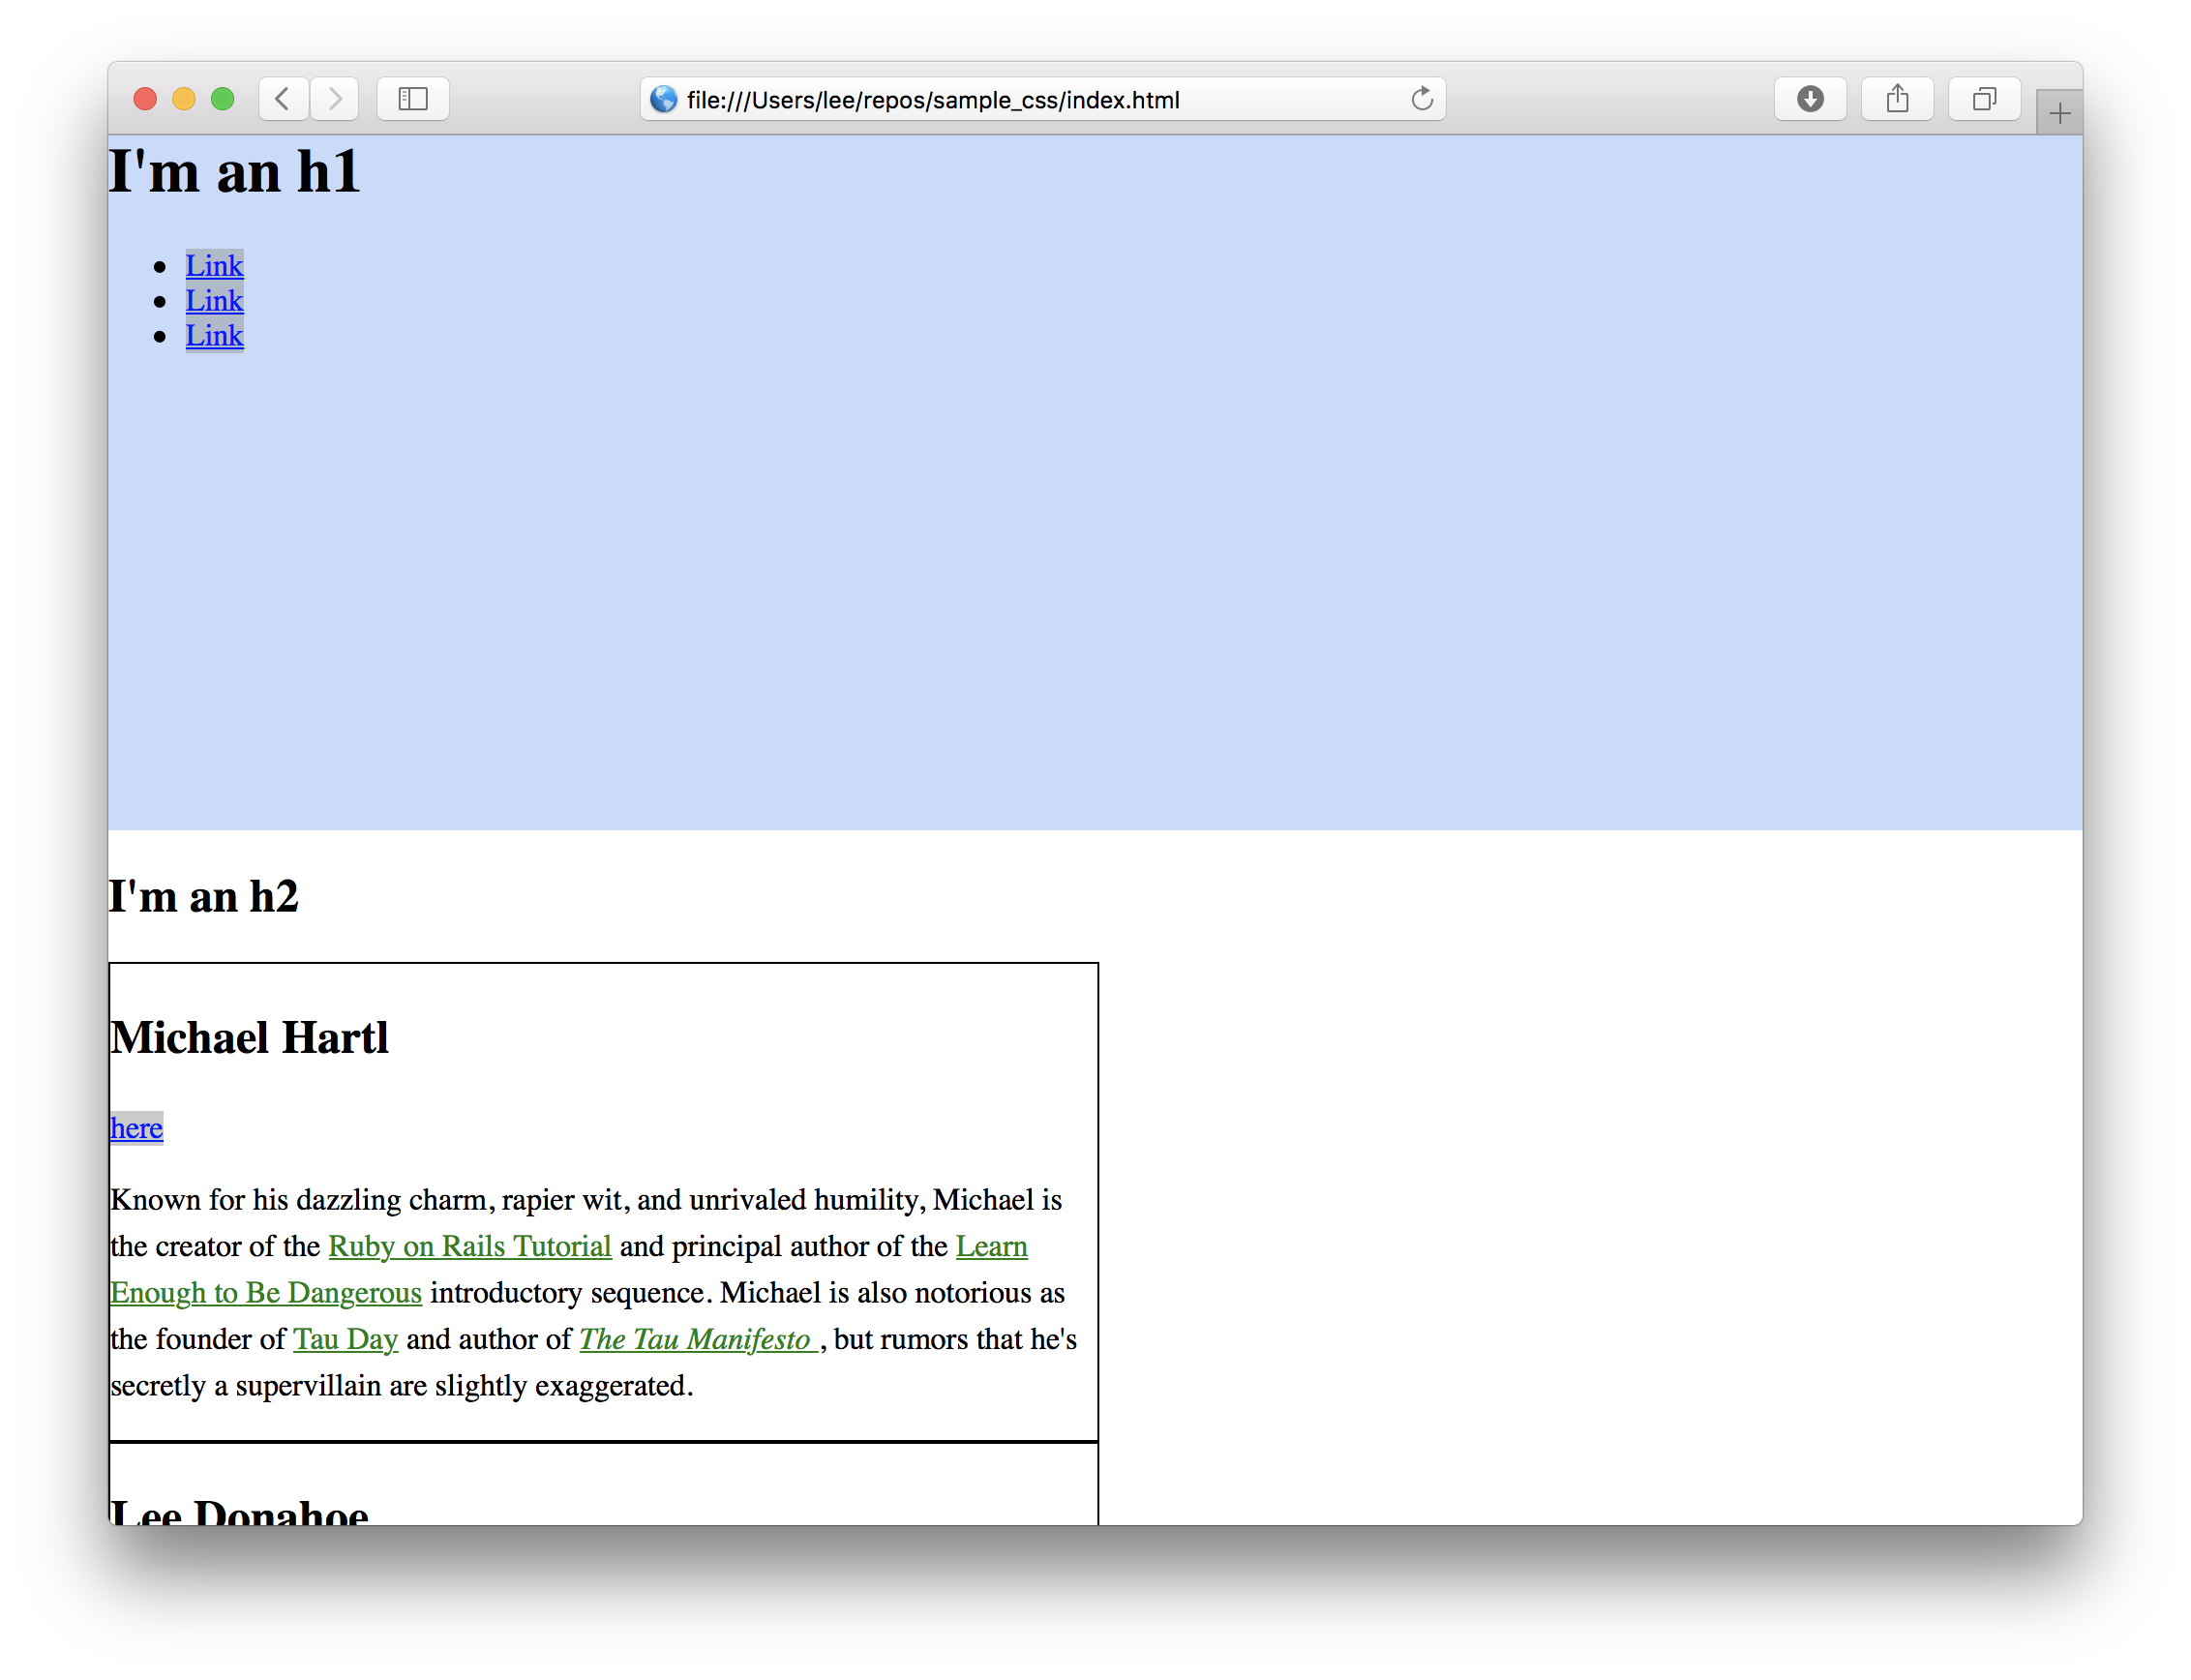 file:///Users/lee/repos/sample_css/index.html
I'm an h1
Link
Link
Link
I'm an h2
Michael Hartl
here
Known for his dazzling charm, rapier wit, and unrivaled humility, Michael is
the creator of the Ruby on Rails Tutorial and principal author of the Learn
Enough to Be Dangerous introductory sequence. Michael is also notorious as
the founder of Tau Day and author of The Tau Manifesto , but rumors that he's
secretly a supervillain are slightly exaggerated.
Lee Donahoe